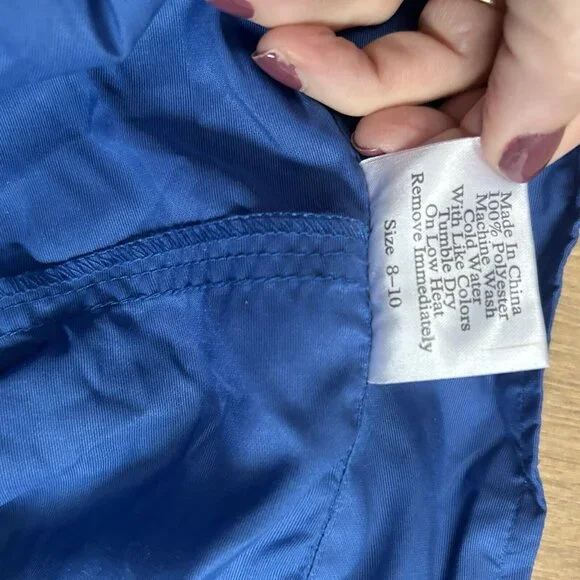 Made In China
100% Polyester
Machine Wash
Cold Water
With Like Colors
Tumble Dry
On Low Heat
Remove Immediately
Size 8–10